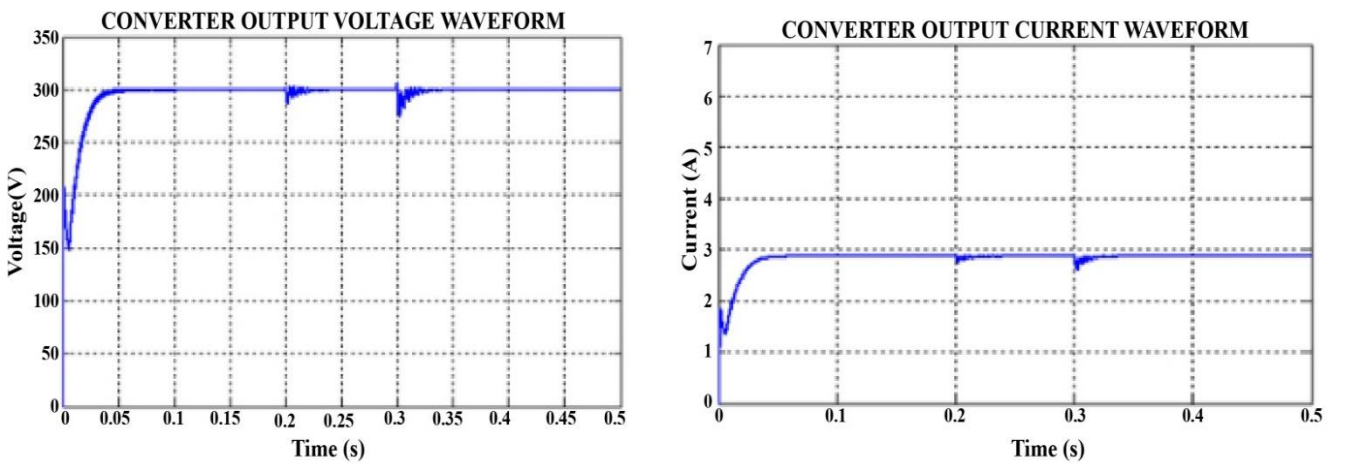 CONVERTER OUTPUT VOLTAGE WAVEFORM
350
300
250
200
150
100
50
0
Voltage(V)
0 0.05 0.1 0.15 0.2 0.25 0.3 0.35 0.4 0.45 0.5
Time (s)
CONVERTER OUTPUT CURRENT WAVEFORM
7
6
5
4
3
2
1
0
Current (A)
0 0.1 0.2 0.3 0.4 0.5
Time (s)